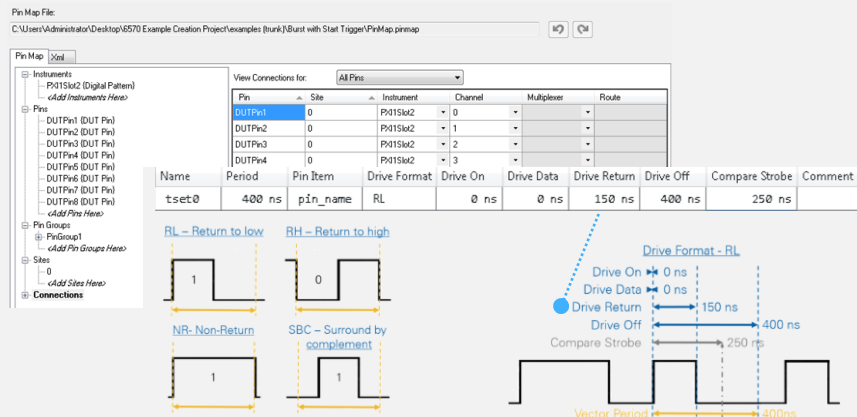 Pin Map File:
C:\Users\Administrator\Desktop\6570 Example Creation Project\examples (trunk)\Burst with Start Trigger\PinMap.pinmap
Pin Map Xml
Instruments
PXI1Slot2 (Digital Pattern)
<Add Instruments Here>
Pins
DUTPin1 (DUT Pin)
DUTPin2 (DUT Pin)
DUTPin3 (DUT Pin)
DUTPin4 (DUT Pin)
DUTPin5 (DUT Pin)
DUTPin6 (DUT Pin)
DUTPin7 (DUT Pin)
DUTPin8 (DUT Pin)
<Add Pins Here>
Pin Groups
PinGroup1
<Add Pin Groups Here>
Sites
0
<Add Sites Here>
Connections
View Connections for: All Pins
Pin Site Instrument Channel Multiplexer Route
DUTPin1 0 PXI1Slot2 0
DUTPin2 0 PXI1Slot2 1
DUTPin3 0 PXI1Slot2 2
DUTPin4 0 PXI1Slot2 3
Name Period Pin Item Drive Format Drive On Drive Data Drive Return Drive Off Compare Strobe Comment
tset0 400 ns pin_name RL 0 ns 0 ns 150 ns 400 ns 250 ns
RL – Return to low
1
RH – Return to high
0
NR- Non-Return
1
SBC – Surround by
complement
1
Drive Format - RL
Drive On 0 ns
Drive Data 0 ns
Drive Return 150 ns
Drive Off 400 ns
Compare Strobe 250 ns
Vector Period 400ns